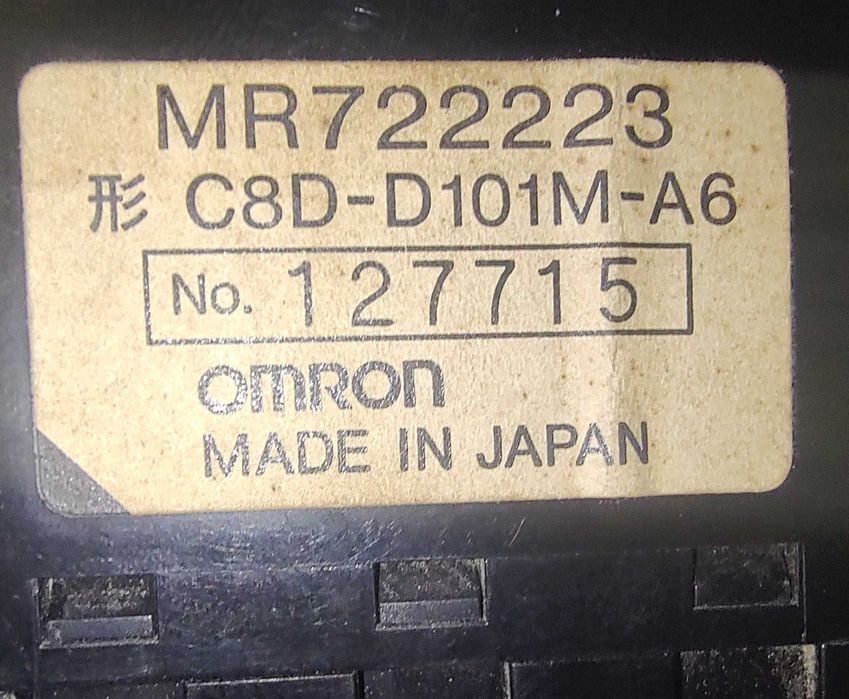 MR722223
形 C8D-D101M-A6
No. 127715
omron
MADE IN JAPAN